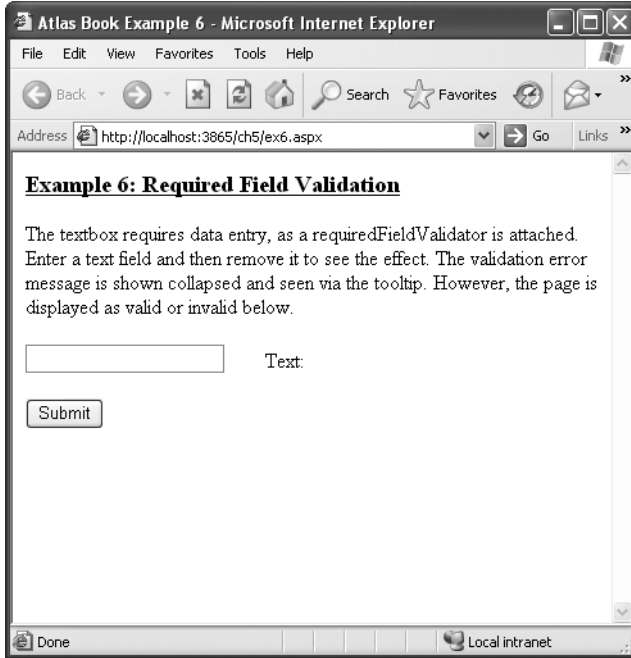 Atlas Book Example 6 - Microsoft Internet Explorer
File Edit View Favorites Tools Help
Back Search Favorites »
Address http://localhost:3865/ch5/ex6.aspx Go Links »
Example 6: Required Field Validation
The textbox requires data entry, as a requiredFieldValidator is attached.
Enter a text field and then remove it to see the effect. The validation error
message is shown collapsed and seen via the tooltip. However, the page is
displayed as valid or invalid below.
Text:
Submit
Done Local intranet